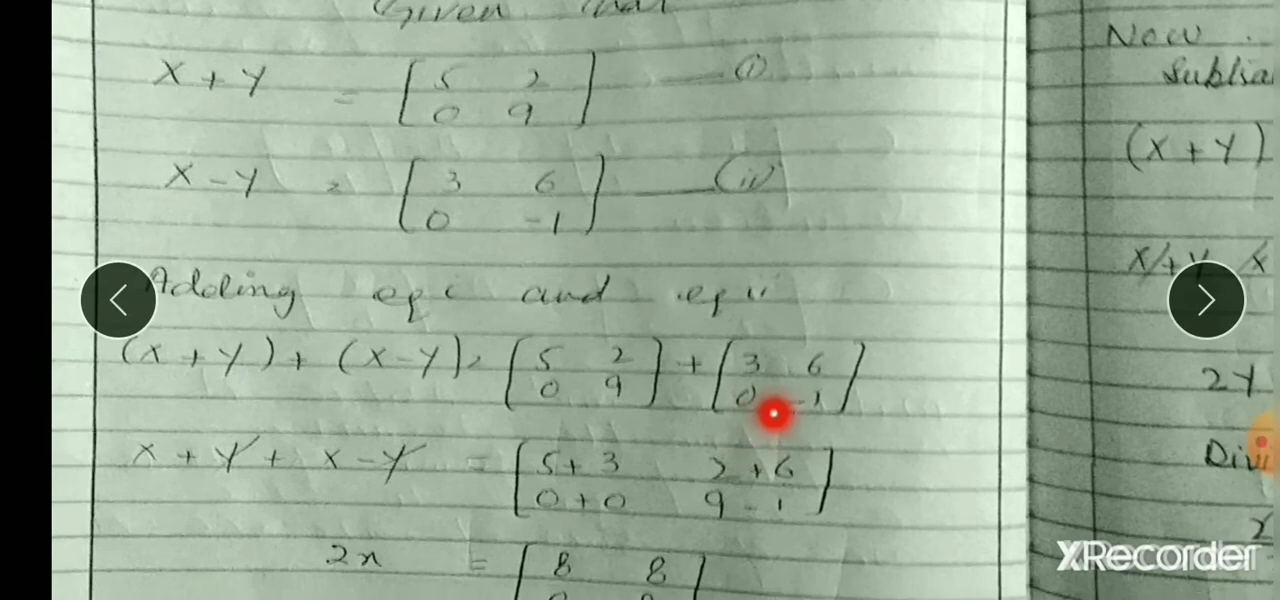 Given that
X + Y = [ 5 2
0 9 ] — (i)
X - Y = [ 3 6
0 -1 ] — (ii)
Adding eq i and eq ii
(X + Y) + (X - Y) = [ 5 2
0 9 ] + [ 3 6
0 -1 ]
X + Y + X - Y = [ 5 + 3 2 + 6
0 + 0 9 - 1 ]
2x = [ 8 8
Now
(X + Y)
2Y
XRecorder